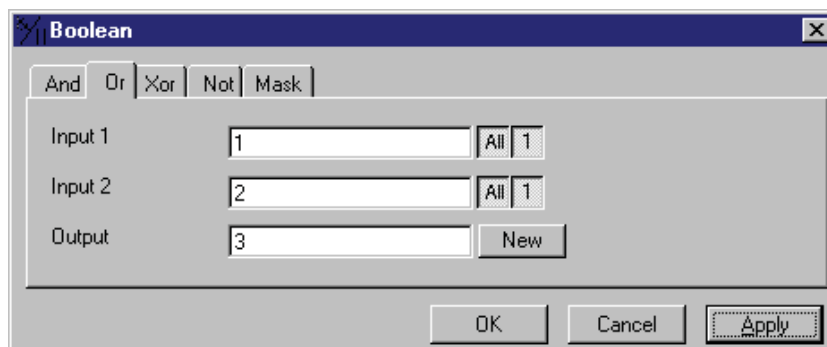 Boolean
And Or Xor Not Mask
Input 1 1 All 1
Input 2 2 All 1
Output 3 New
OK Cancel Apply